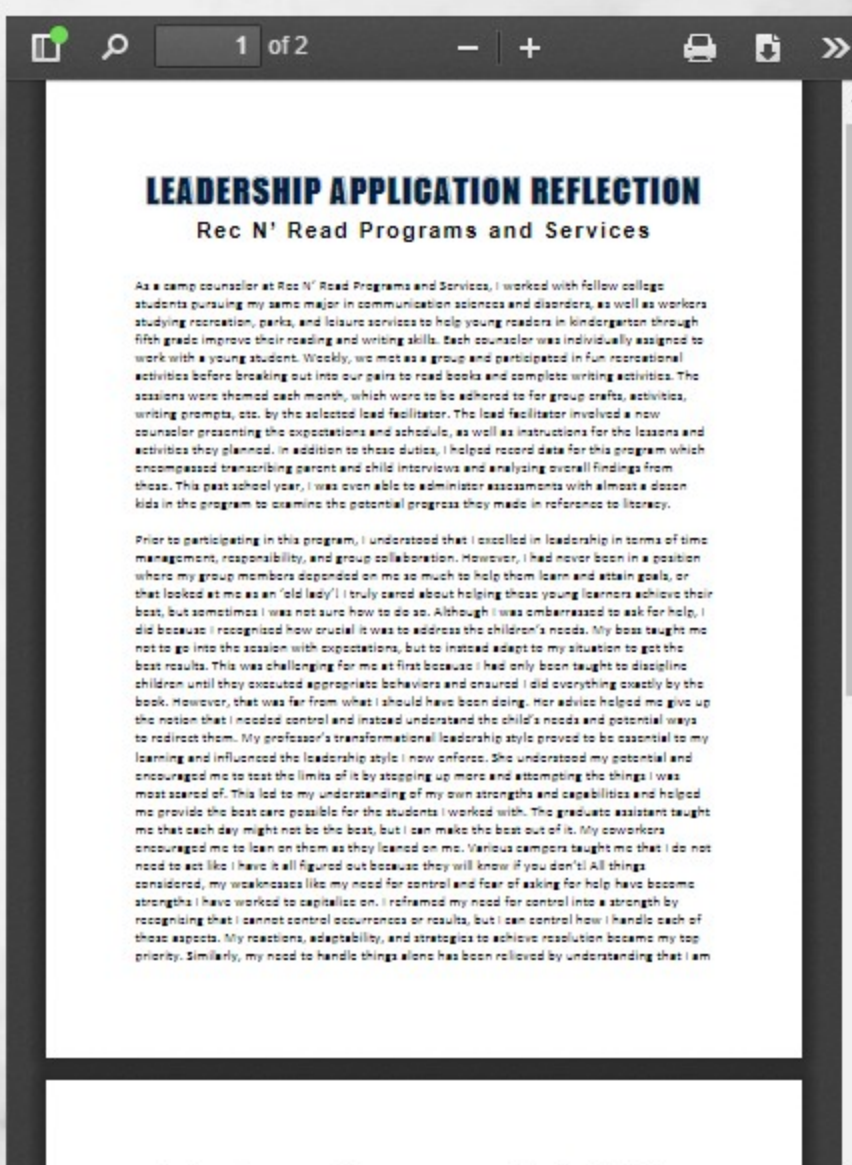 1 of 2
LEADERSHIP APPLICATION REFLECTION
Rec N' Read Programs and Services
As a camp counselor at Rec N' Read Programs and Services, I worked with fellow college
students pursuing my same major in communication sciences and disorders, as well as workers
studying recreation, parks, and leisure services to help young readers in kindergarten through
fifth grade improve their reading and writing skills. Each counselor was individually assigned to
work with a young student. Weekly, we met as a group and participated in fun recreational
activities before breaking out into our pairs to read books and complete writing activities. The
sessions were themed each month, which were to be adhered to for group crafts, activities,
writing prompts, etc. by the selected lead facilitator. The lead facilitator involved a new
counselor presenting the expectations and schedule, as well as instructions for the lessons and
activities they planned. In addition to these duties, I helped record data for this program which
encompassed transcribing parent and child interviews and analyzing overall findings from
these. This past school year, I was even able to administer assessments with almost a dozen
kids in the program to examine the potential progress they made in reference to literacy.
Prior to participating in this program, I understood that I excelled in leadership in terms of time
management, responsibility, and group collaboration. However, I had never been in a position
where my group members depended on me so much to help them learn and attain goals, or
that looked at me as an 'old lady'! I truly cared about helping these young learners achieve their
best, but sometimes I was not sure how to do so. Although I was embarrassed to ask for help, I
did because I recognized how crucial it was to address the children's needs. My boss taught me
not to go into the session with expectations, but to instead adapt to my situation to get the
best results. This was challenging for me at first because I had only been taught to discipline
children until they executed appropriate behaviors and ensured I did everything exactly by the
book. However, that was far from what I should have been doing. Her advice helped me give up
the notion that I needed control and instead understand the child's needs and potential ways
to redirect them. My professor's transformational leadership style proved to be essential to my
learning and influenced the leadership style I now enforce. She understood my potential and
encouraged me to test the limits of it by stepping up more and attempting the things I was
most scared of. This led to my understanding of my own strengths and capabilities and helped
me provide the best care possible for the students I worked with. The graduate assistant taught
me that each day might not be the best, but I can make the best out of it. My coworkers
encouraged me to lean on them as they leaned on me. Various campers taught me that I do not
need to act like I have it all figured out because they will know if you don't! All things
considered, my weaknesses like my need for control and fear of asking for help have become
strengths I have worked to capitalize on. I reframed my need for control into a strength by
recognizing that I cannot control occurrences or results, but I can control how I handle each of
those aspects. My reactions, adaptability, and strategies to achieve resolution became my top
priority. Similarly, my need to handle things alone has been relieved by understanding that I am